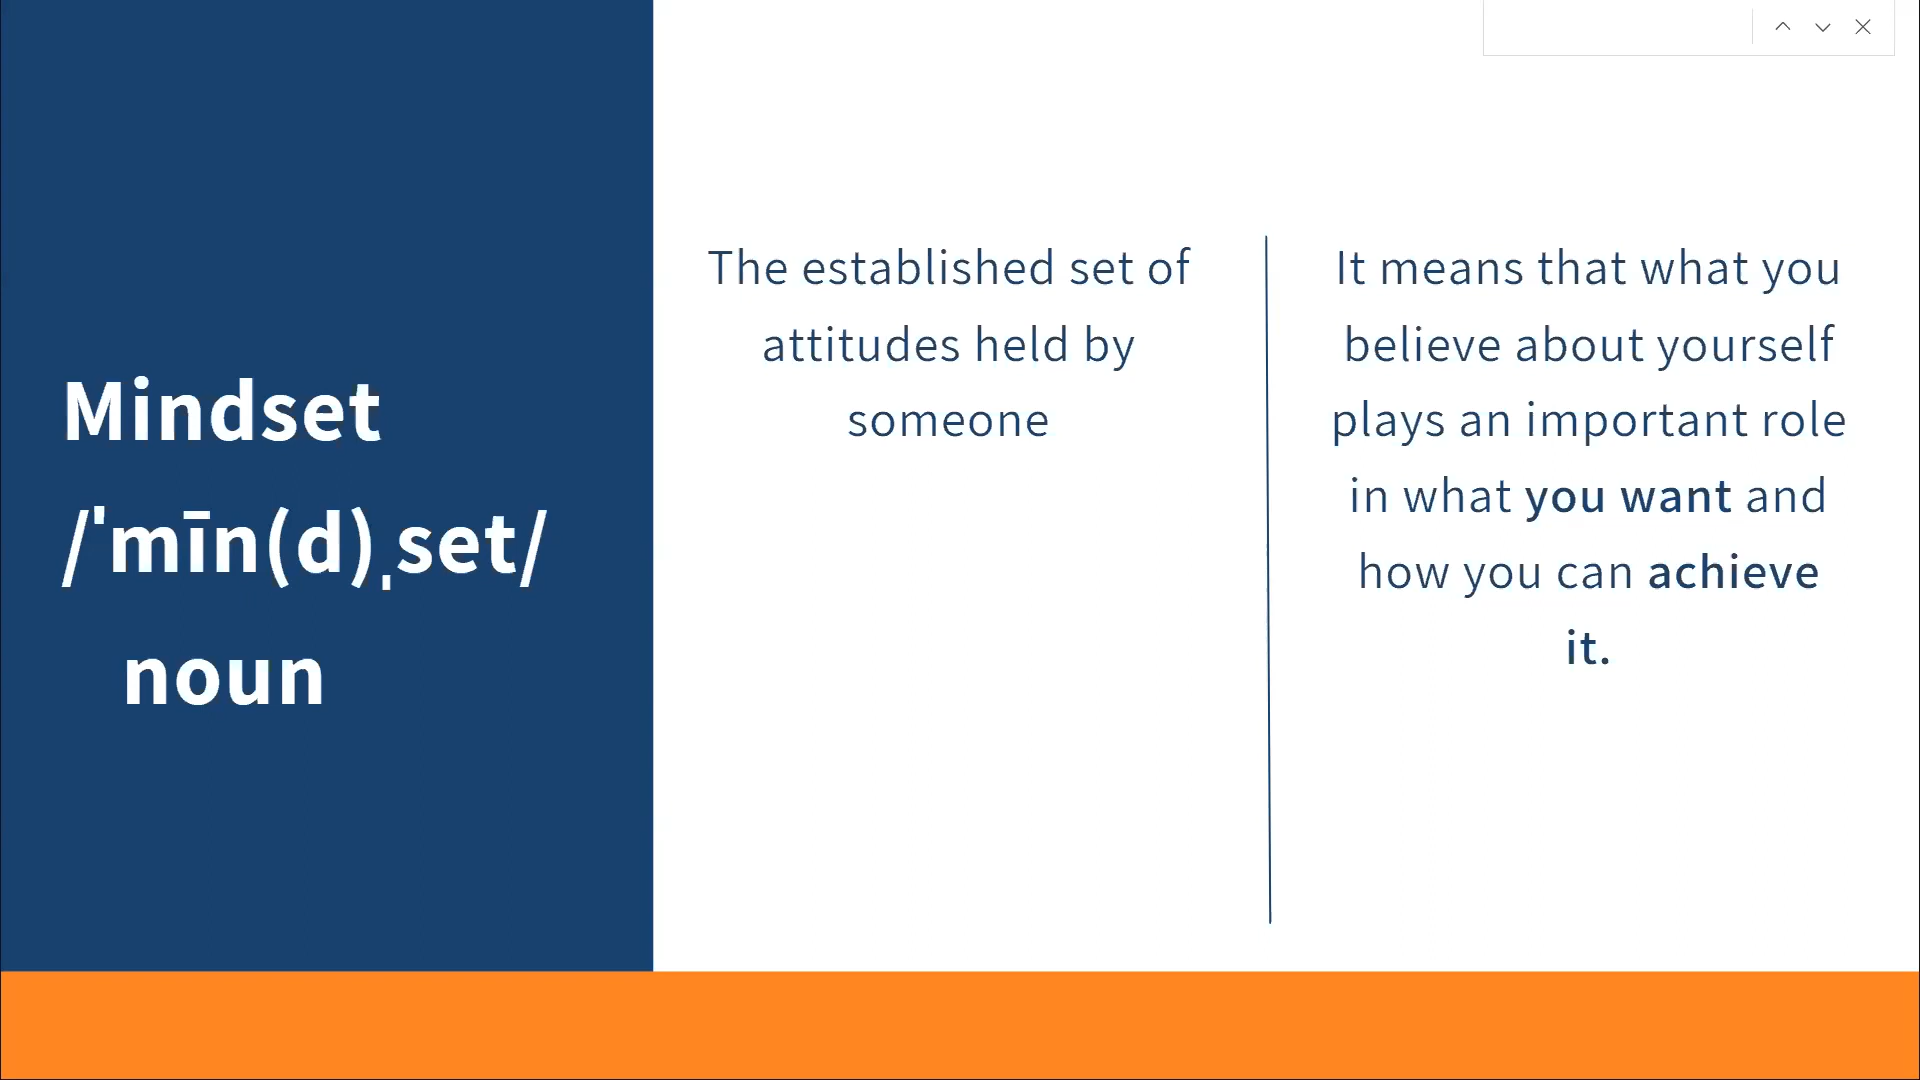 Mindset
/ˈmīn(d)ˌset/
noun
The established set of
attitudes held by
someone
It means that what you
believe about yourself
plays an important role
in what you want and
how you can achieve
it.